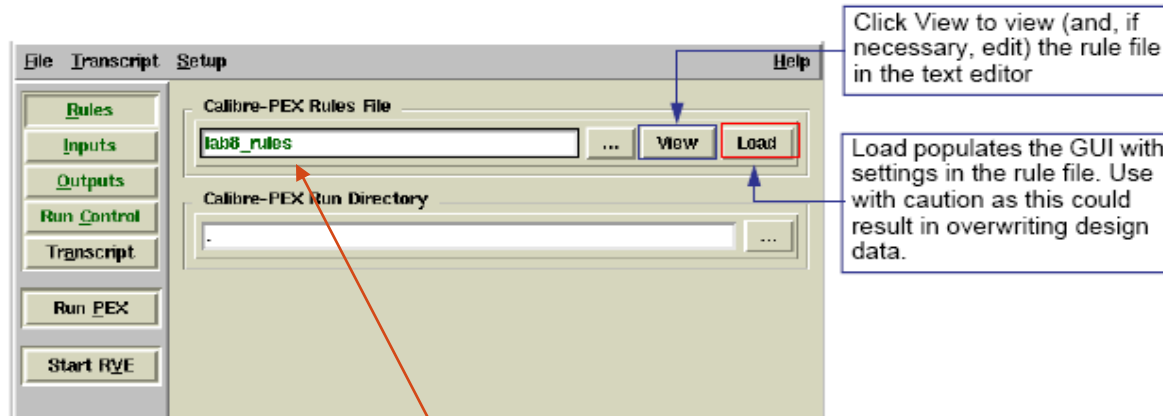 Click View to view (and, if
necessary, edit) the rule file
in the text editor
File Transcript Setup Help
Rules
Calibre-PEX Rules File
lab8_rules ... View Load
Inputs
Load populates the GUI with
settings in the rule file. Use
with caution as this could
result in overwriting design
data.
Outputs
Calibre-PEX Run Directory
Run Control
. ...
Transcript
Run PEX
Start RVE